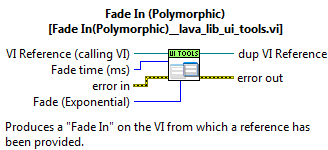 Fade In (Polymorphic)
[Fade In(Polymorphic)__lava_lib_ui_tools.vi]
VI Reference (calling VI)
UI TOOLS
dup VI Reference
Fade time (ms)
error in
error out
Fade (Exponential)
Produces a "Fade In" on the VI from which a reference has
been provided.